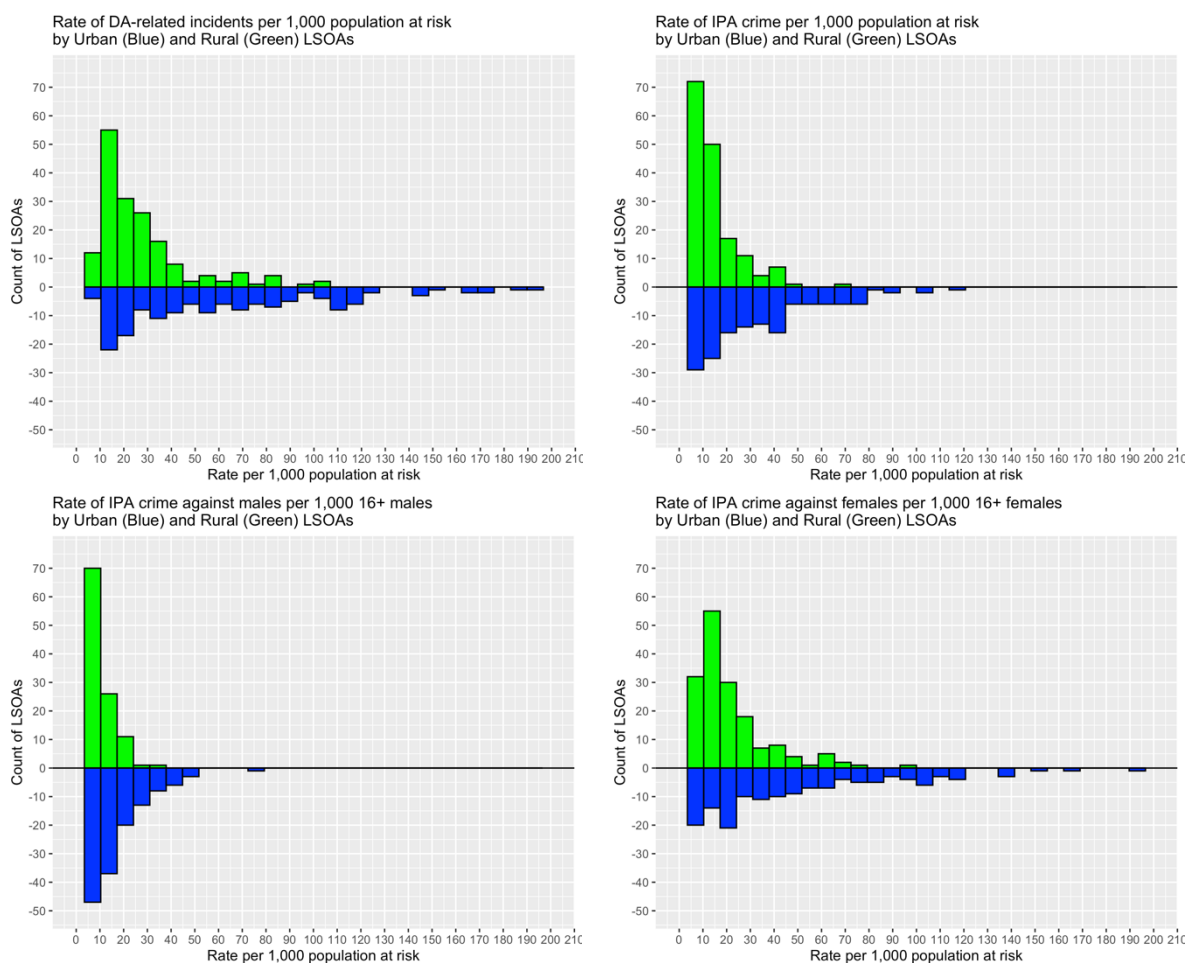 Rate of DA-related incidents per 1,000 population at risk
by Urban (Blue) and Rural (Green) LSOAs
70
60
50
40
30
20
10
0
-10
-20
-30
-40
-50
Count of LSOAs
0 10 20 30 40 50 60 70 80 90 100 110 120 130 140 150 160 170 180 190 200 210
Rate per 1,000 population at risk
Rate of IPA crime per 1,000 population at risk
by Urban (Blue) and Rural (Green) LSOAs
70
60
50
40
30
20
10
0
-10
-20
-30
-40
-50
Count of LSOAs
0 10 20 30 40 50 60 70 80 90 100 110 120 130 140 150 160 170 180 190 200 210
Rate per 1,000 population at risk
Rate of IPA crime against males per 1,000 16+ males
by Urban (Blue) and Rural (Green) LSOAs
70
60
50
40
30
20
10
0
-10
-20
-30
-40
-50
Count of LSOAs
0 10 20 30 40 50 60 70 80 90 100 110 120 130 140 150 160 170 180 190 200 210
Rate per 1,000 population at risk
Rate of IPA crime against females per 1,000 16+ females
by Urban (Blue) and Rural (Green) LSOAs
70
60
50
40
30
20
10
0
-10
-20
-30
-40
-50
Count of LSOAs
0 10 20 30 40 50 60 70 80 90 100 110 120 130 140 150 160 170 180 190 200 210
Rate per 1,000 population at risk